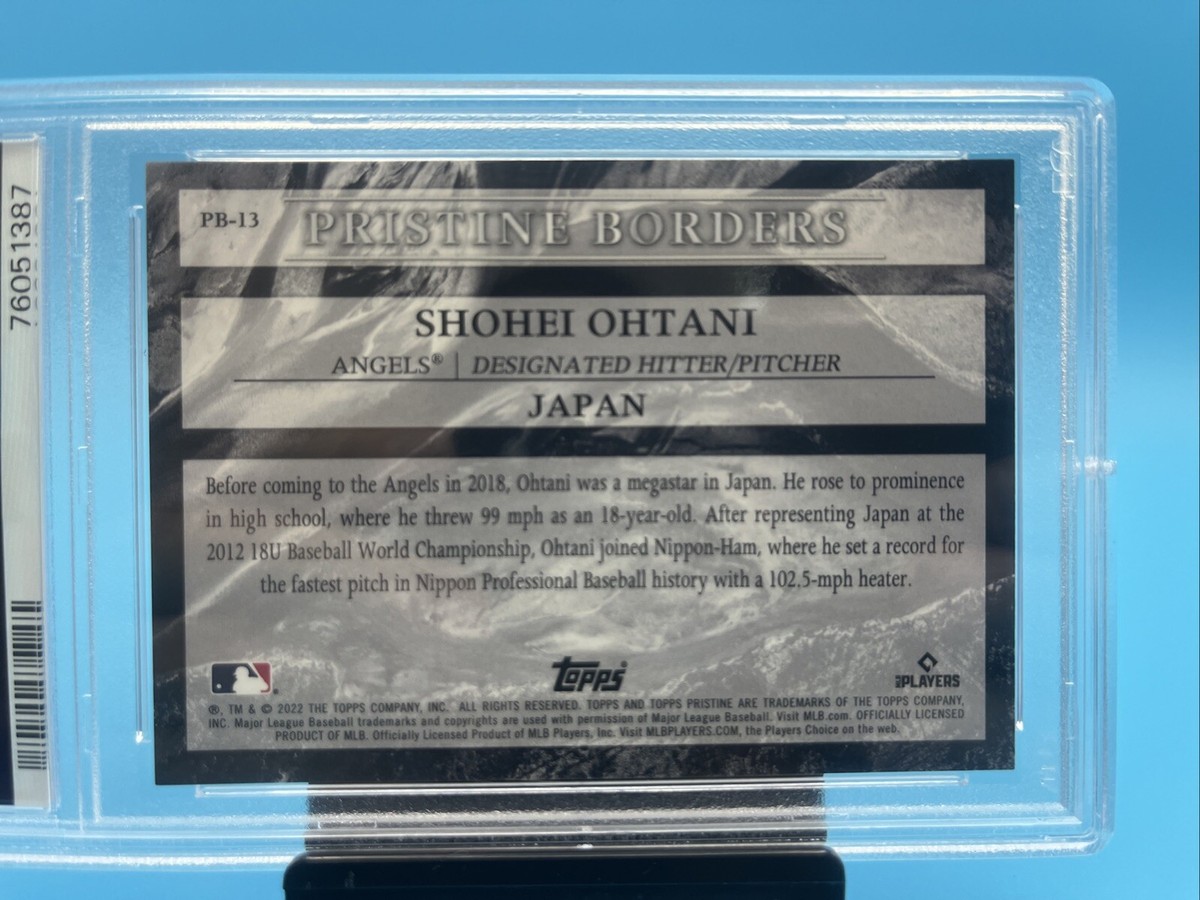 76051387
PB-13
PRISTINE BORDERS
SHOHEI OHTANI
ANGELS® | DESIGNATED HITTER/PITCHER
JAPAN
Before coming to the Angels in 2018, Ohtani was a megastar in Japan. He rose to prominence
in high school, where he threw 99 mph as an 18-year-old. After representing Japan at the
2012 18U Baseball World Championship, Ohtani joined Nippon-Ham, where he set a record for
the fastest pitch in Nippon Professional Baseball history with a 102.5-mph heater.
Topps®
MLB PLAYERS
®, TM & © 2022 THE TOPPS COMPANY, INC. ALL RIGHTS RESERVED. TOPPS AND TOPPS PRISTINE ARE TRADEMARKS OF THE TOPPS COMPANY,
INC. Major League Baseball trademarks and copyrights are used with permission of Major League Baseball. Visit MLB.com. OFFICIALLY LICENSED
PRODUCT OF MLB. Officially Licensed Product of MLB Players, Inc. Visit MLBPLAYERS.COM, the Players Choice on the web.